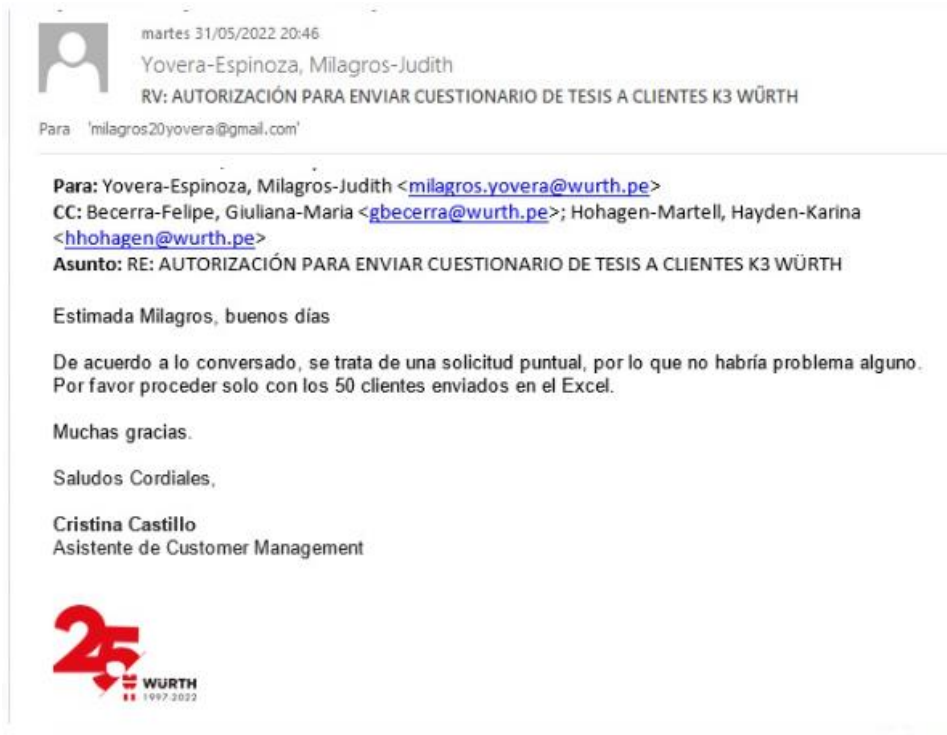 martes 31/05/2022 20:46
Yovera-Espinoza, Milagros-Judith
RV: AUTORIZACIÓN PARA ENVIAR CUESTIONARIO DE TESIS A CLIENTES K3 WÜRTH
Para 'milagros20yovera@gmail.com'
Para: Yovera-Espinoza, Milagros-Judith <milagros.yovera@wurth.pe>
CC: Becerra-Felipe, Giuliana-Maria <gbecerra@wurth.pe>; Hohagen-Martell, Hayden-Karina
<hhohagen@wurth.pe>
Asunto: RE: AUTORIZACIÓN PARA ENVIAR CUESTIONARIO DE TESIS A CLIENTES K3 WÜRTH
Estimada Milagros, buenos días
De acuerdo a lo conversado, se trata de una solicitud puntual, por lo que no habría problema alguno.
Por favor proceder solo con los 50 clientes enviados en el Excel.
Muchas gracias.
Saludos Cordiales,
Cristina Castillo
Asistente de Customer Management
25
WÜRTH
1997-2022